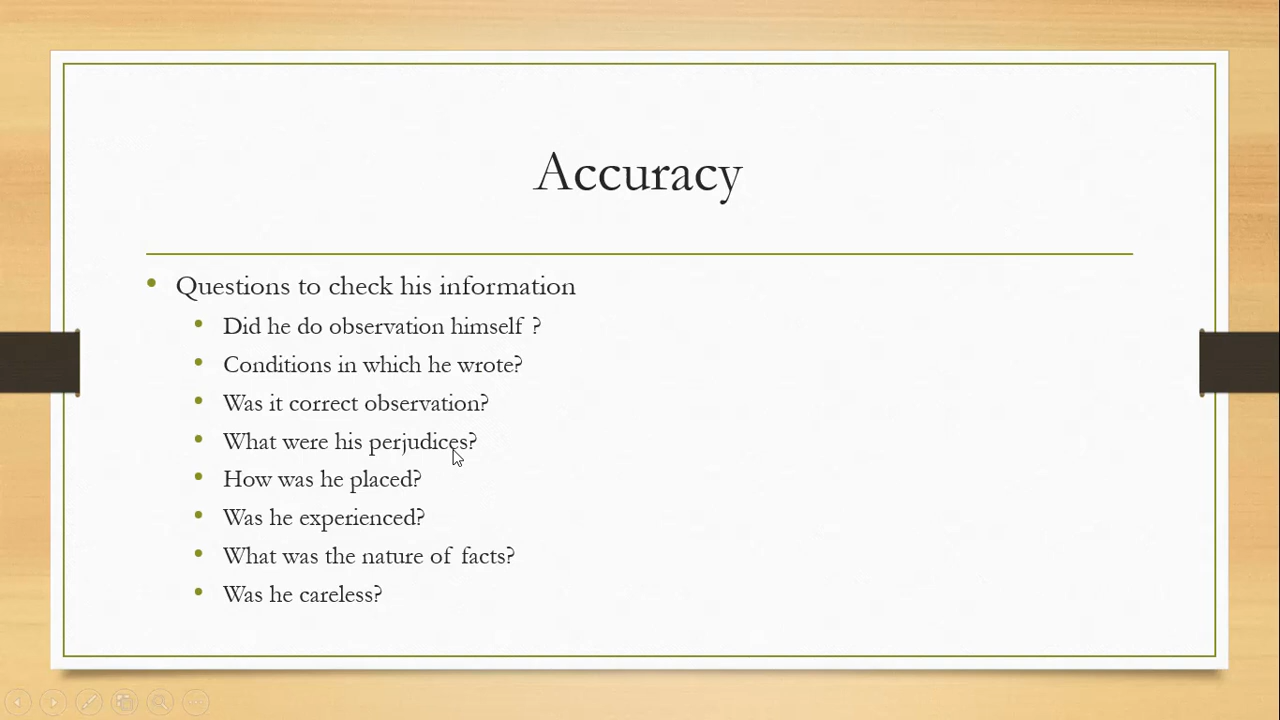 Accuracy
• Questions to check his information
• Did he do observation himself ?
• Conditions in which he wrote?
• Was it correct observation?
• What were his perjudices?
• How was he placed?
• Was he experienced?
• What was the nature of facts?
• Was he careless?